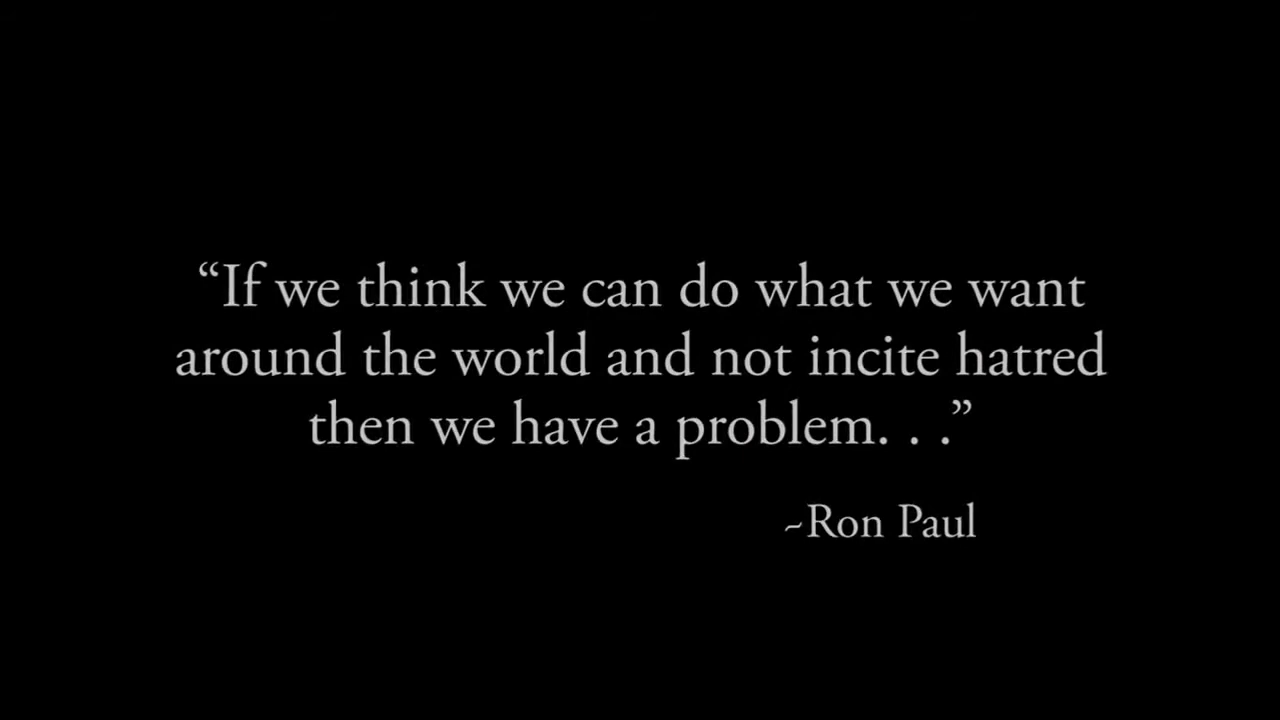 “If we think we can do what we want
around the world and not incite hatred
then we have a problem. . .”
~Ron Paul